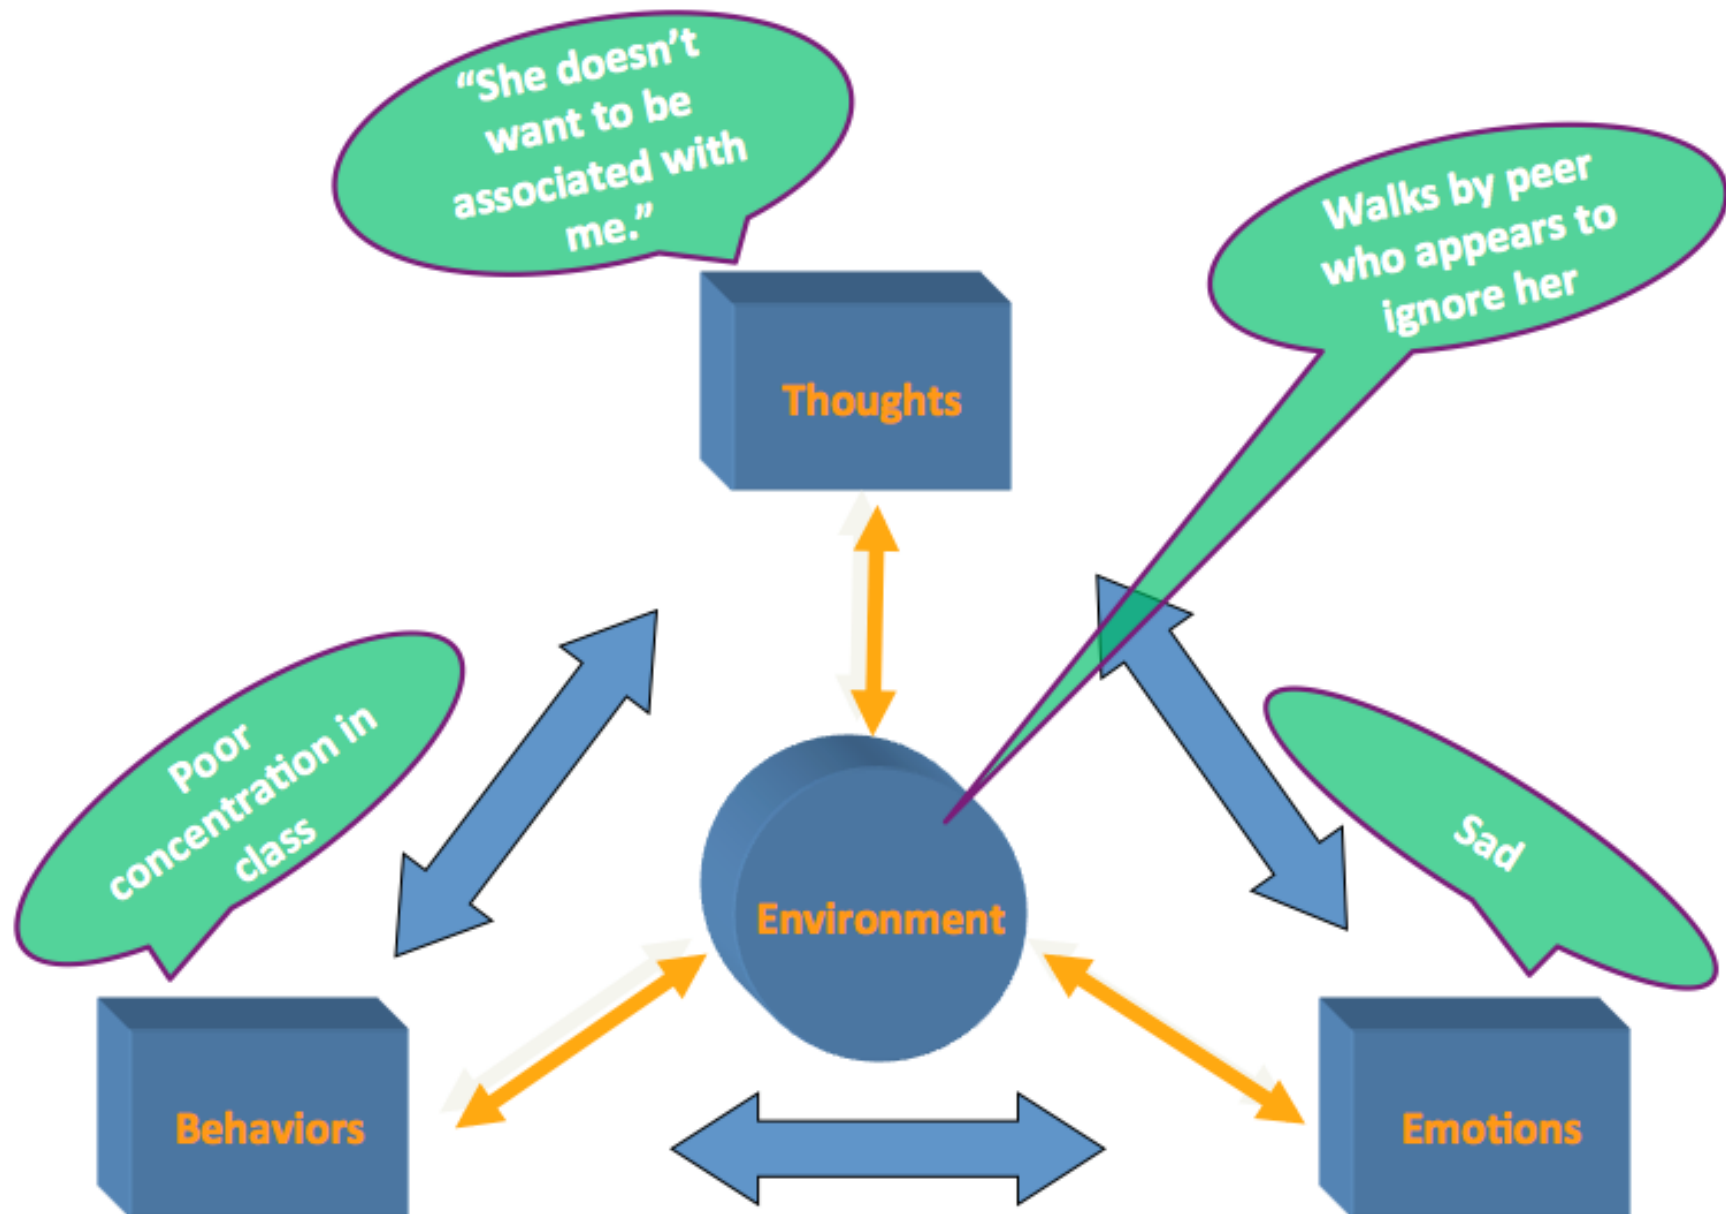 “She doesn’t
want to be
associated with
me.”
Walks by peer
who appears to
ignore her
Thoughts
Poor
concentration in
class
Sad
Environment
Behaviors
Emotions